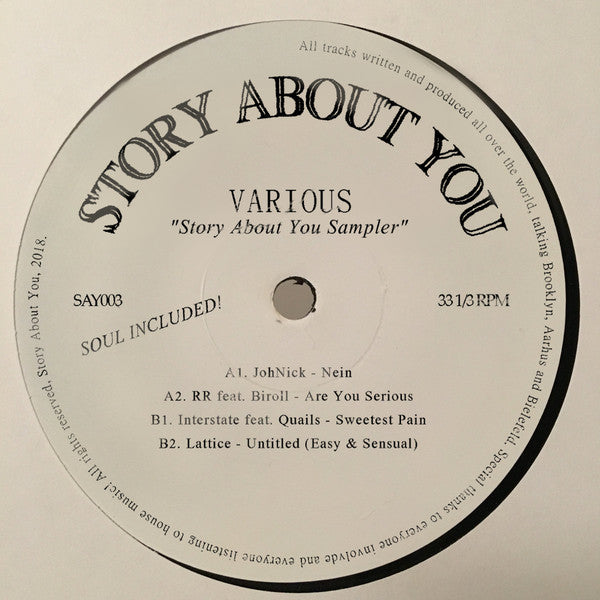 STORY ABOUT YOU
VARIOUS
"Story About You Sampler"
SAY003
33 1/3 RPM
SOUL INCLUDED!
A1. JohNick - Nein
A2. RR feat. Biroll - Are You Serious
B1. Interstate feat. Quails - Sweetest Pain
B2. Lattice - Untitled (Easy & Sensual)
All tracks written and produced all over the world, talking Brooklyn, Aarhus and Bielefeld. Special thanks to everyone involvde and everyone listening to house music! All rights reserved, Story About You, 2018.